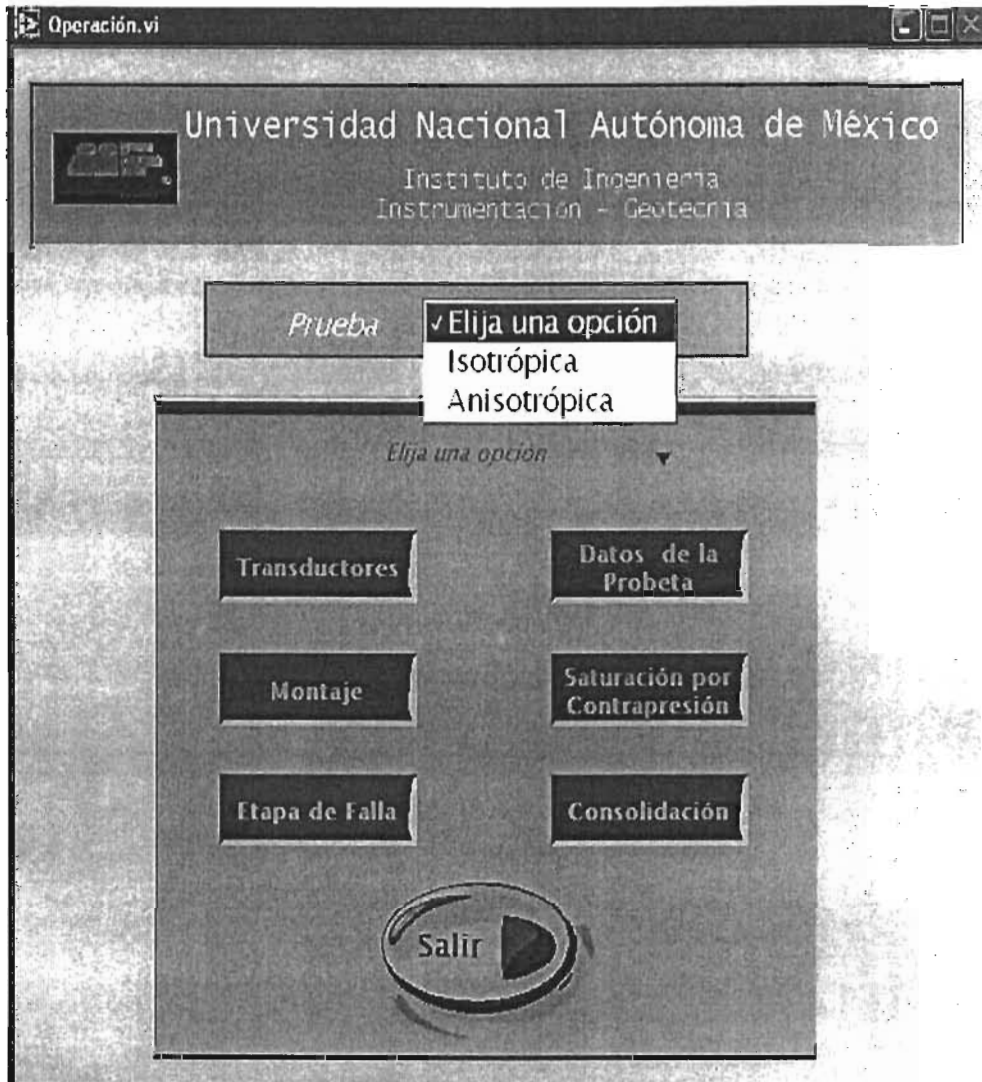 Operación.vi
Universidad Nacional Autónoma de México
Instituto de Ingenieria
Instrumentación - Geotecnia
Prueba
✓Elija una opción
Isotrópica
Anisotrópica
Elija una opción
Transductores
Datos de la
Probeta
Montaje
Saturación por
Contrapresión
Etapa de Falla
Consolidación
Salir